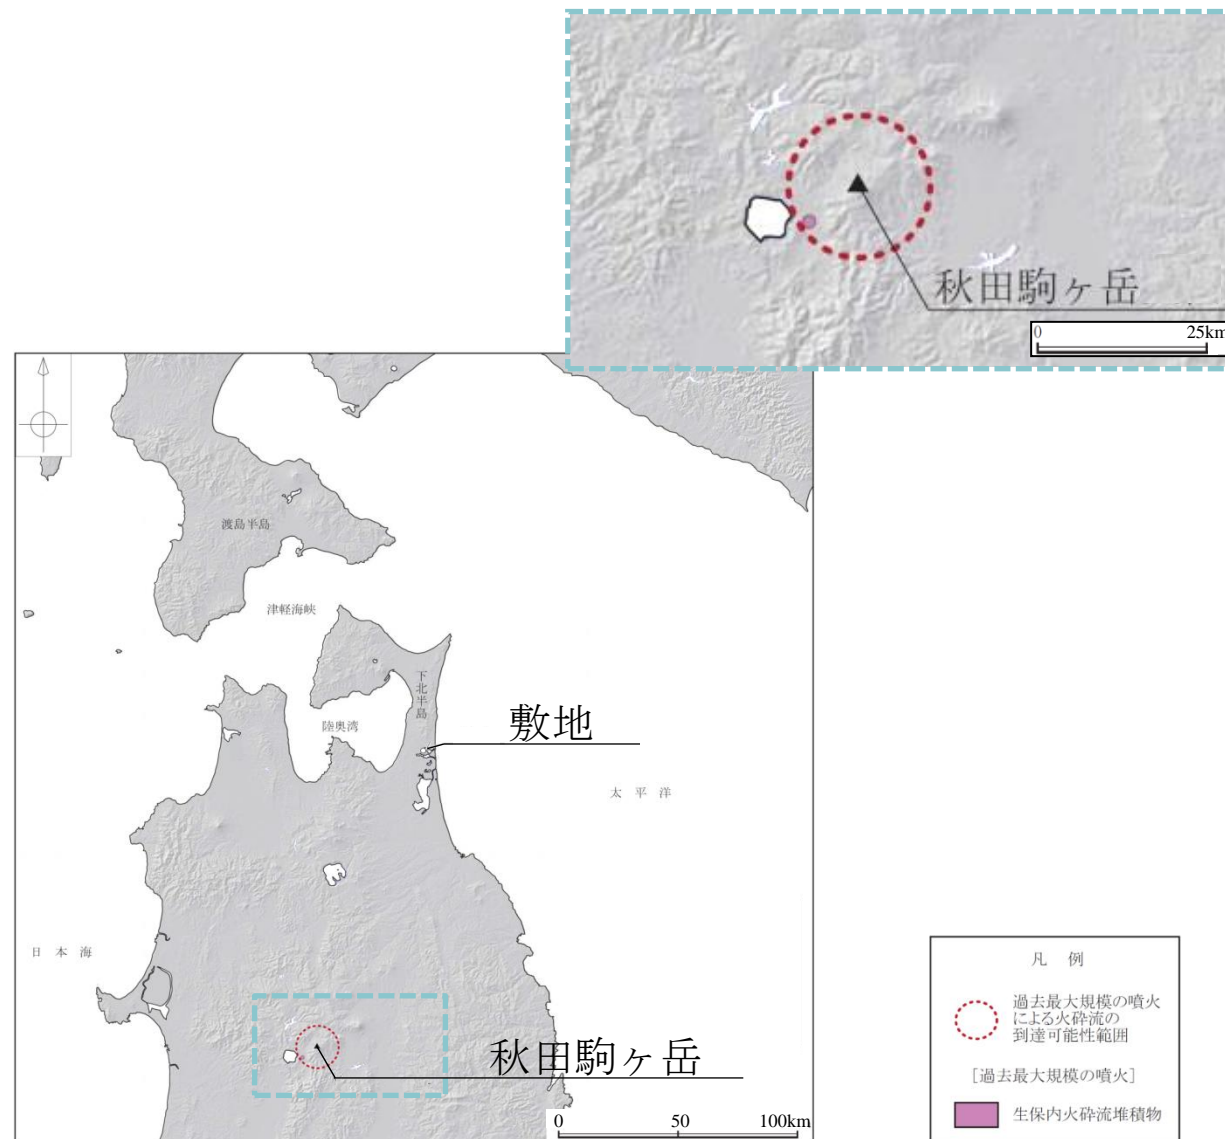 秋田駒ヶ岳
0 25km
渡島半島
津軽海峡
下北半島
陸奥湾
敷地
太平洋
日本海
秋田駒ヶ岳
0 50 100km
凡例
過去最大規模の噴火
による火砕流の
到達可能性範囲
[過去最大規模の噴火]
生保内火砕流堆積物